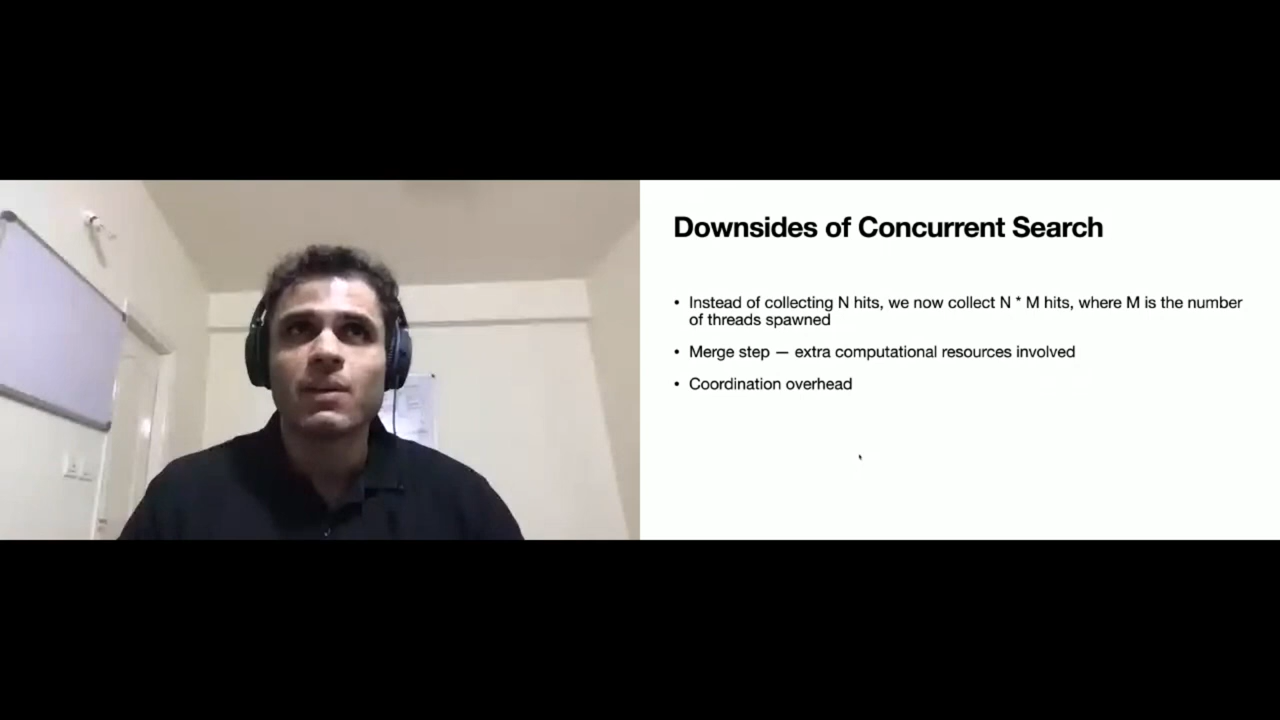 Downsides of Concurrent Search
• Instead of collecting N hits, we now collect N * M hits, where M is the number
of threads spawned
• Merge step — extra computational resources involved
• Coordination overhead